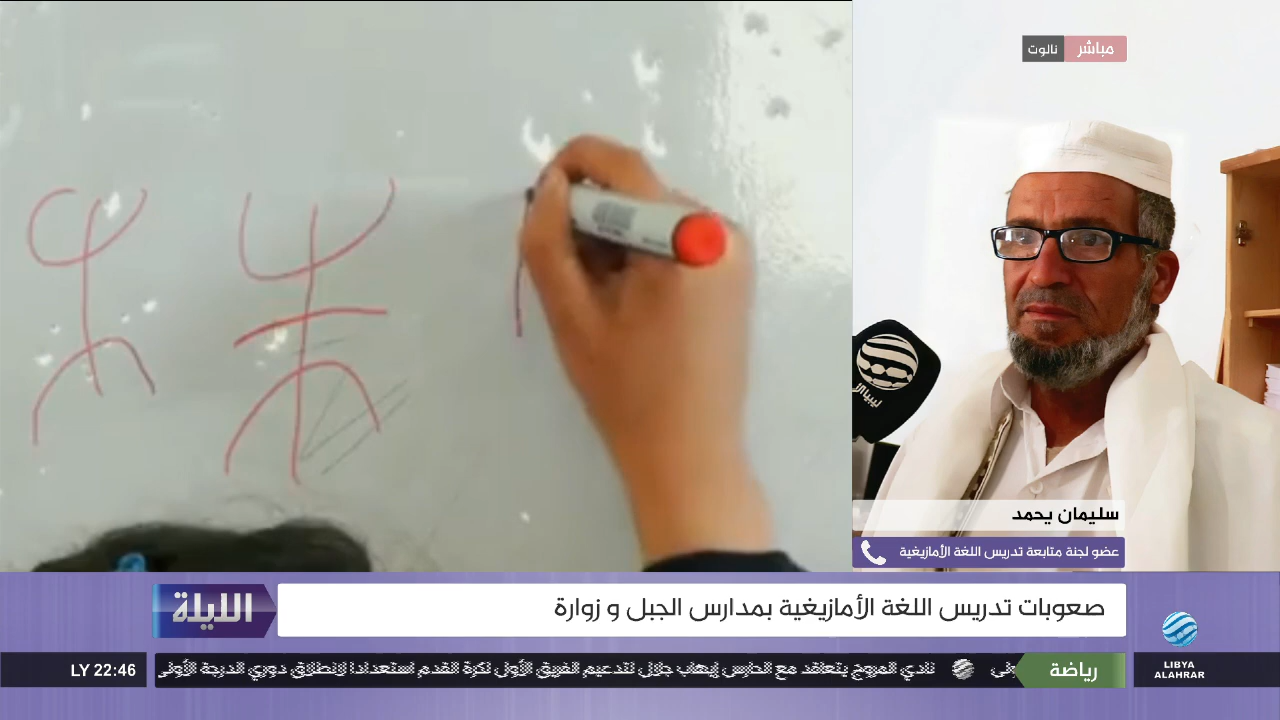 مباشر
نالوت
ليبيا الا
سليمان يحمد
عضو لجنة متابعة تدريس اللغة الأمازيغية
صعوبات تدريس اللغة الأمازيغية بمدارس الجبل و زوارة
الليلة
رياضة
نادي المروج يتعاقد مع الحارس إيهاب جلال لتدعيم الفريق الأول لكرة القدم استعدادا لانطلاق دوري الدرجة الأولى
LY 22:46
LIBYA
ALAHRAR